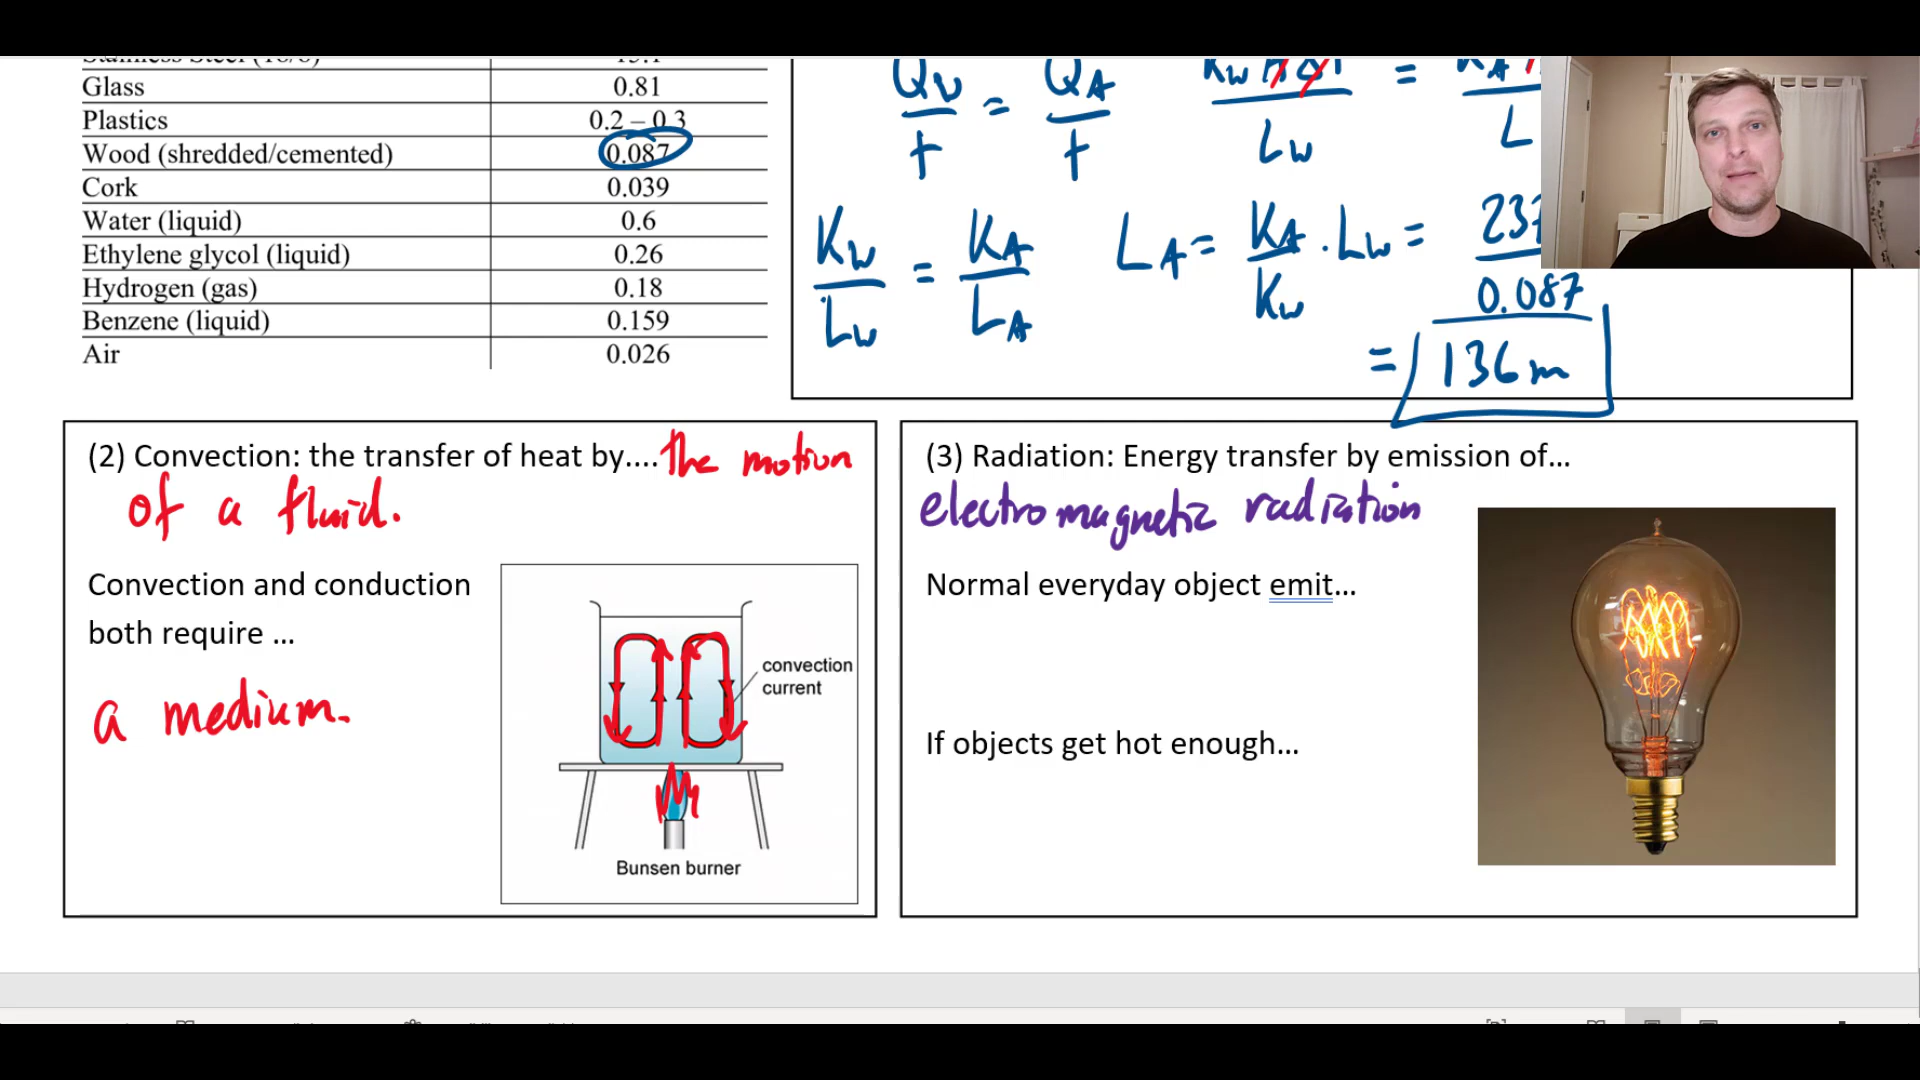 Glass 0.81
Plastics 0.2 – 0.3
Wood (shredded/cemented) 0.087
Cork 0.039
Water (liquid) 0.6
Ethylene glycol (liquid) 0.26
Hydrogen (gas) 0.18
Benzene (liquid) 0.159
Air 0.026
Qw/t = QA/t
Lw
Kw/Lw = KA/LA
LA = KA/Kw · Lw =
0.087
= 136m
(2) Convection: the transfer of heat by.... the motion
of a fluid.
Convection and conduction
both require ...
a medium.
convection
current
Bunsen burner
(3) Radiation: Energy transfer by emission of...
electromagnetic radiation
Normal everyday object emit...
If objects get hot enough...